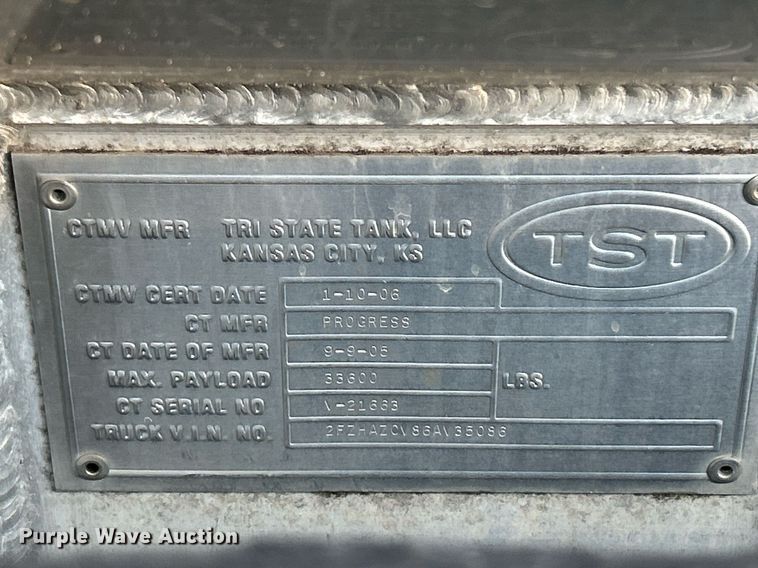 CTMV MFR TRI STATE TANK, LLC
KANSAS CITY, KS
TST
CTMV CERT DATE 1-10-06
CT MFR PROGRESS
CT DATE OF MFR 9-9-05
MAX. PAYLOAD 33600 LBS.
CT SERIAL NO V-21663
TRUCK V.I.N. NO. 2FZHAZCV86AV35086
Purple Wave Auction®